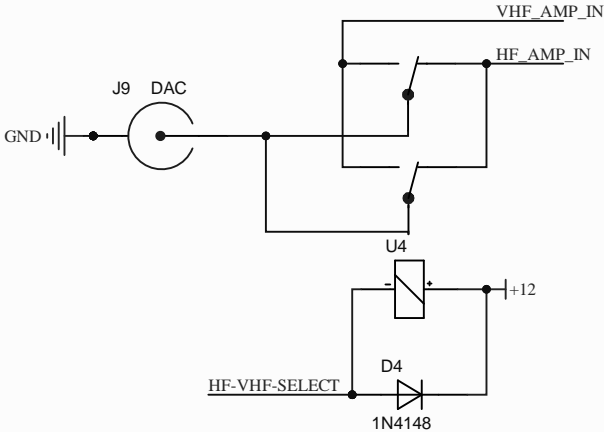 VHF_AMP_IN
HF_AMP_IN
J9 DAC
GND
U4
- +
+12
D4
HF-VHF-SELECT
1N4148